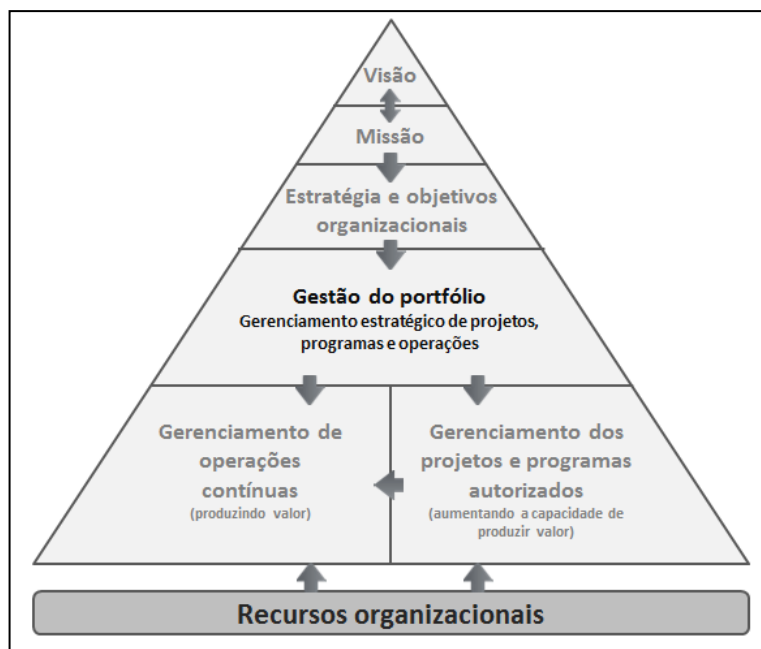 Visão
Missão
Estratégia e objetivos
organizacionais
Gestão do portfólio
Gerenciamento estratégico de projetos,
programas e operações
Gerenciamento de
operações
contínuas
(produzindo valor)
Gerenciamento dos
projetos e programas
autorizados
(aumentando a capacidade de
produzir valor)
Recursos organizacionais